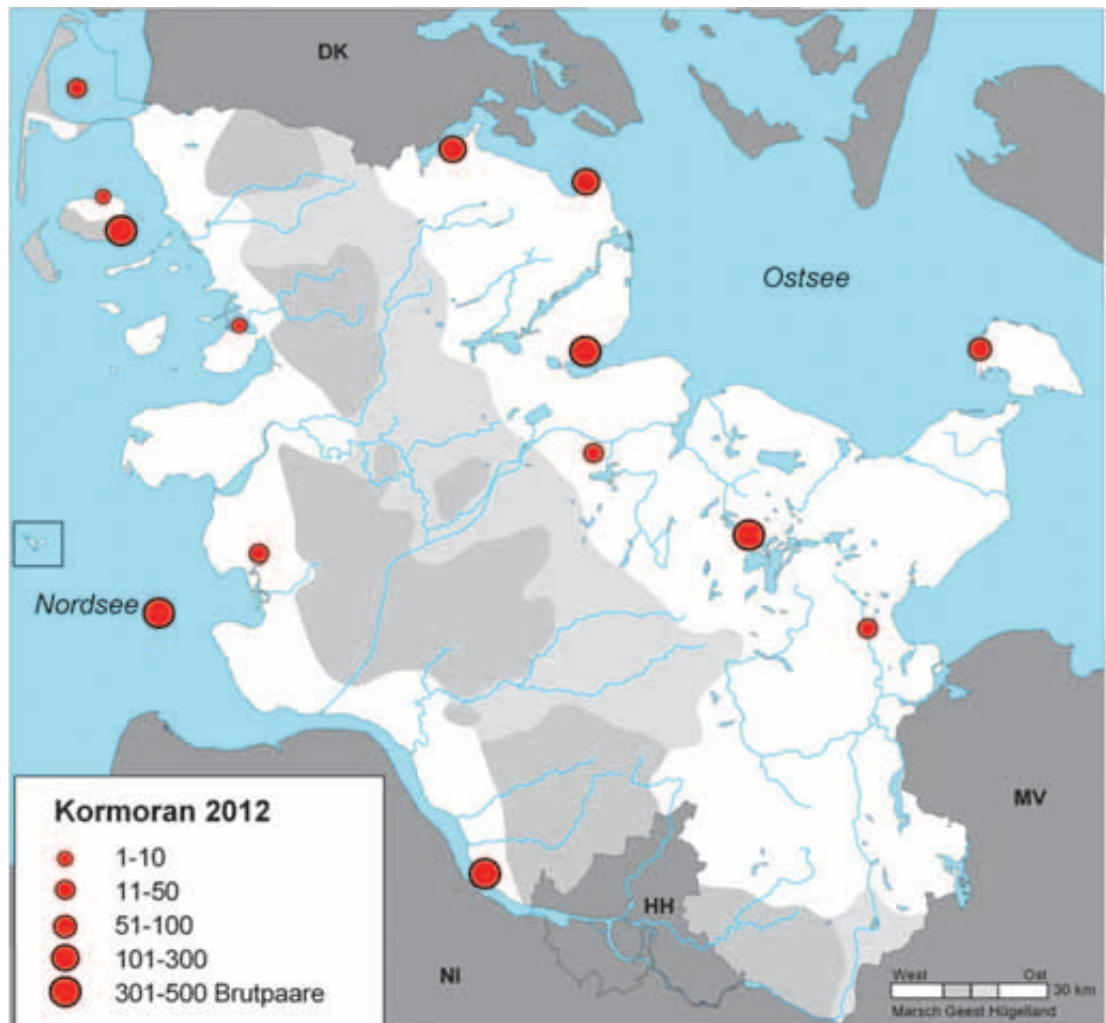 DK
Ostsee
Nordsee
MV
HH
NI
Kormoran 2012
1-10
11-50
51-100
101-300
301-500 Brutpaare
West Ost
30 km
Marsch Geest Hügelland